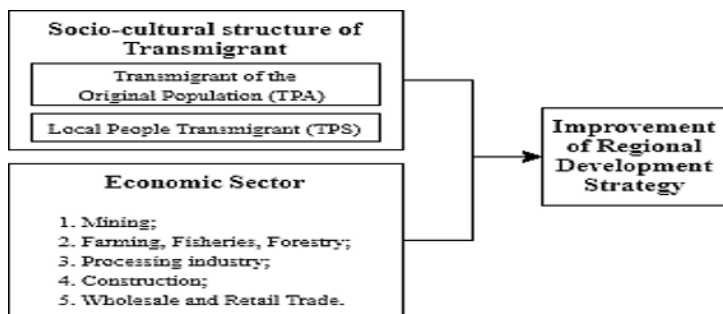 Socio-cultural structure of
Transmigrant
Transmigrant of the
Original Population (TPA)
Local People Transmigrant (TPS)
Economic Sector
1. Mining;
2. Farming, Fisheries, Forestry;
3. Processing industry;
4. Construction;
5. Wholesale and Retail Trade.
Improvement
of Regional
Development
Strategy